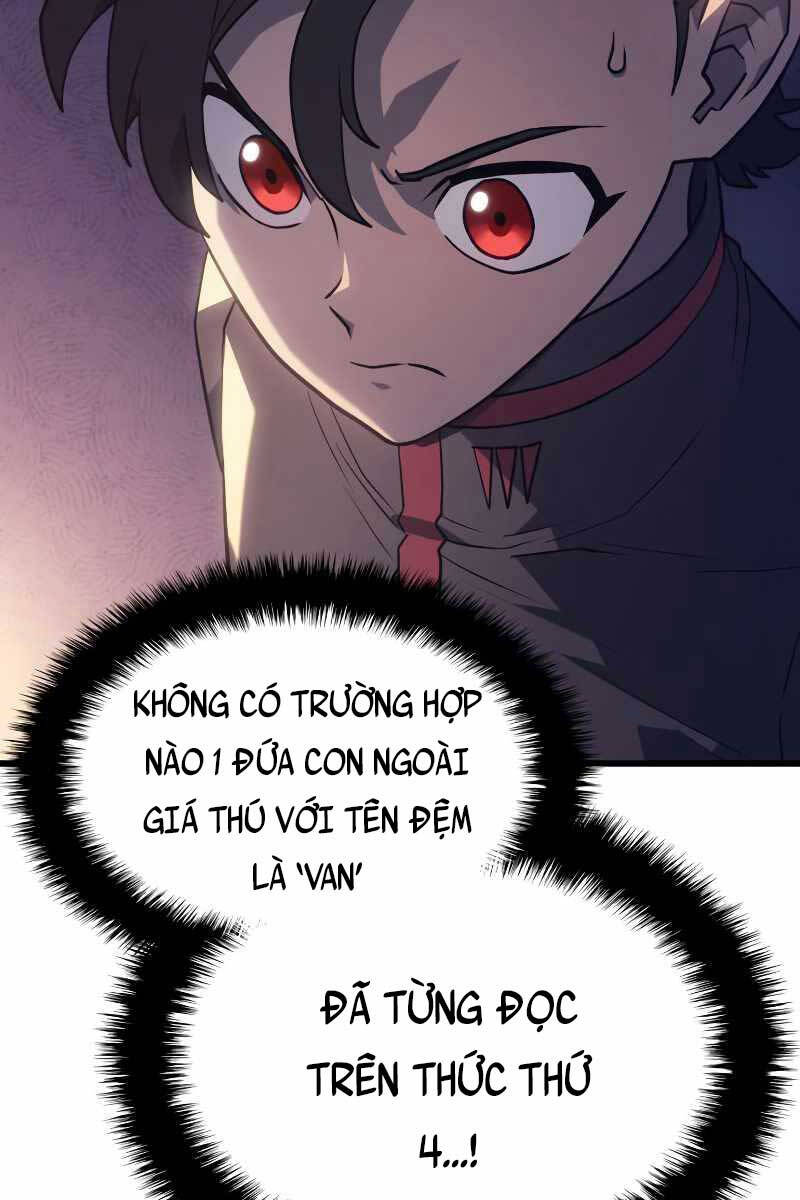 KHÔNG CÓ TRƯỜNG HỢP
NÀO 1 ĐỨA CON NGOÀI
GIÁ THÚ VỚI TÊN ĐỆM
LÀ 'VAN'
ĐÃ TỪNG ĐỌC
TRÊN THỨC THỨ
4...!